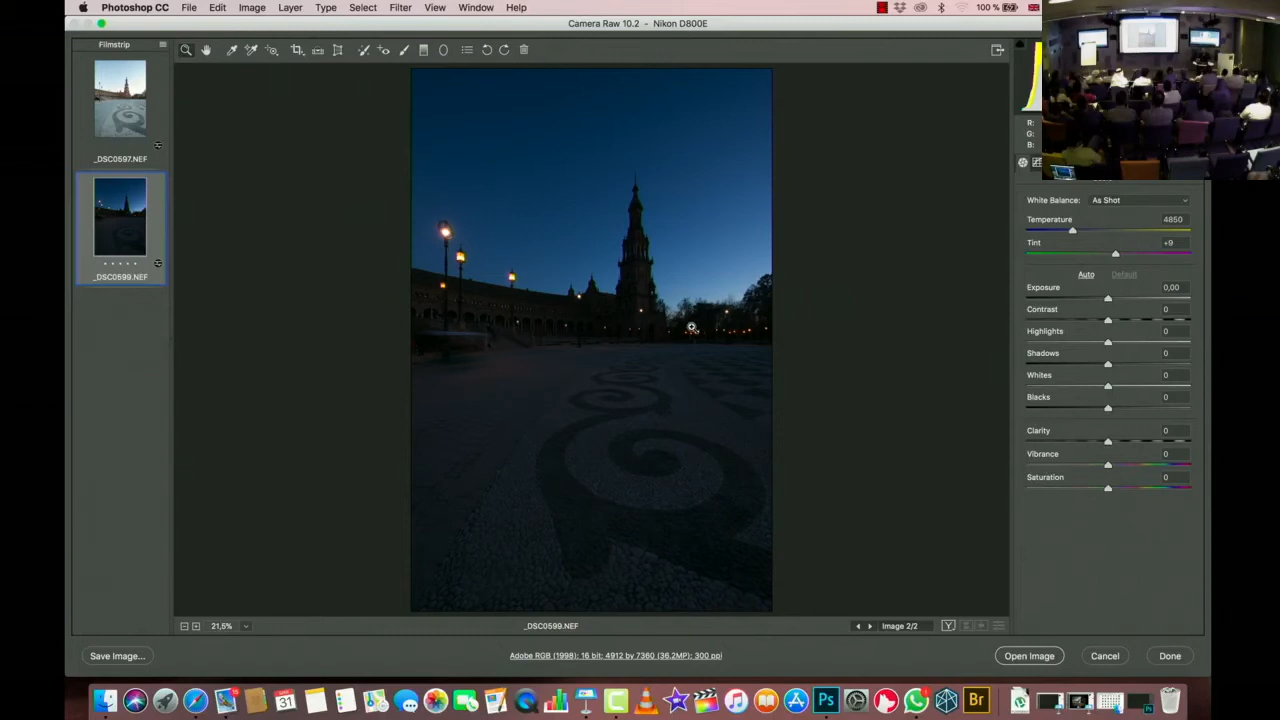 Photoshop CC File Edit Image Layer Type Select Filter View Window Help 100 %
Camera Raw 10.2 - Nikon D800E
Filmstrip
_DSC0597.NEF
_DSC0599.NEF
R:
G:
B:
White Balance: As Shot
Temperature 4850
Tint +9
Auto Default
Exposure 0,00
Contrast 0
Highlights 0
Shadows 0
Whites 0
Blacks 0
Clarity 0
Vibrance 0
Saturation 0
21,5% _DSC0599.NEF Image 2/2 Y
Save Image... Adobe RGB (1998); 16 bit; 4912 by 7360 (36.2MP); 300 ppi Open Image Cancel Done
31 Ps Br